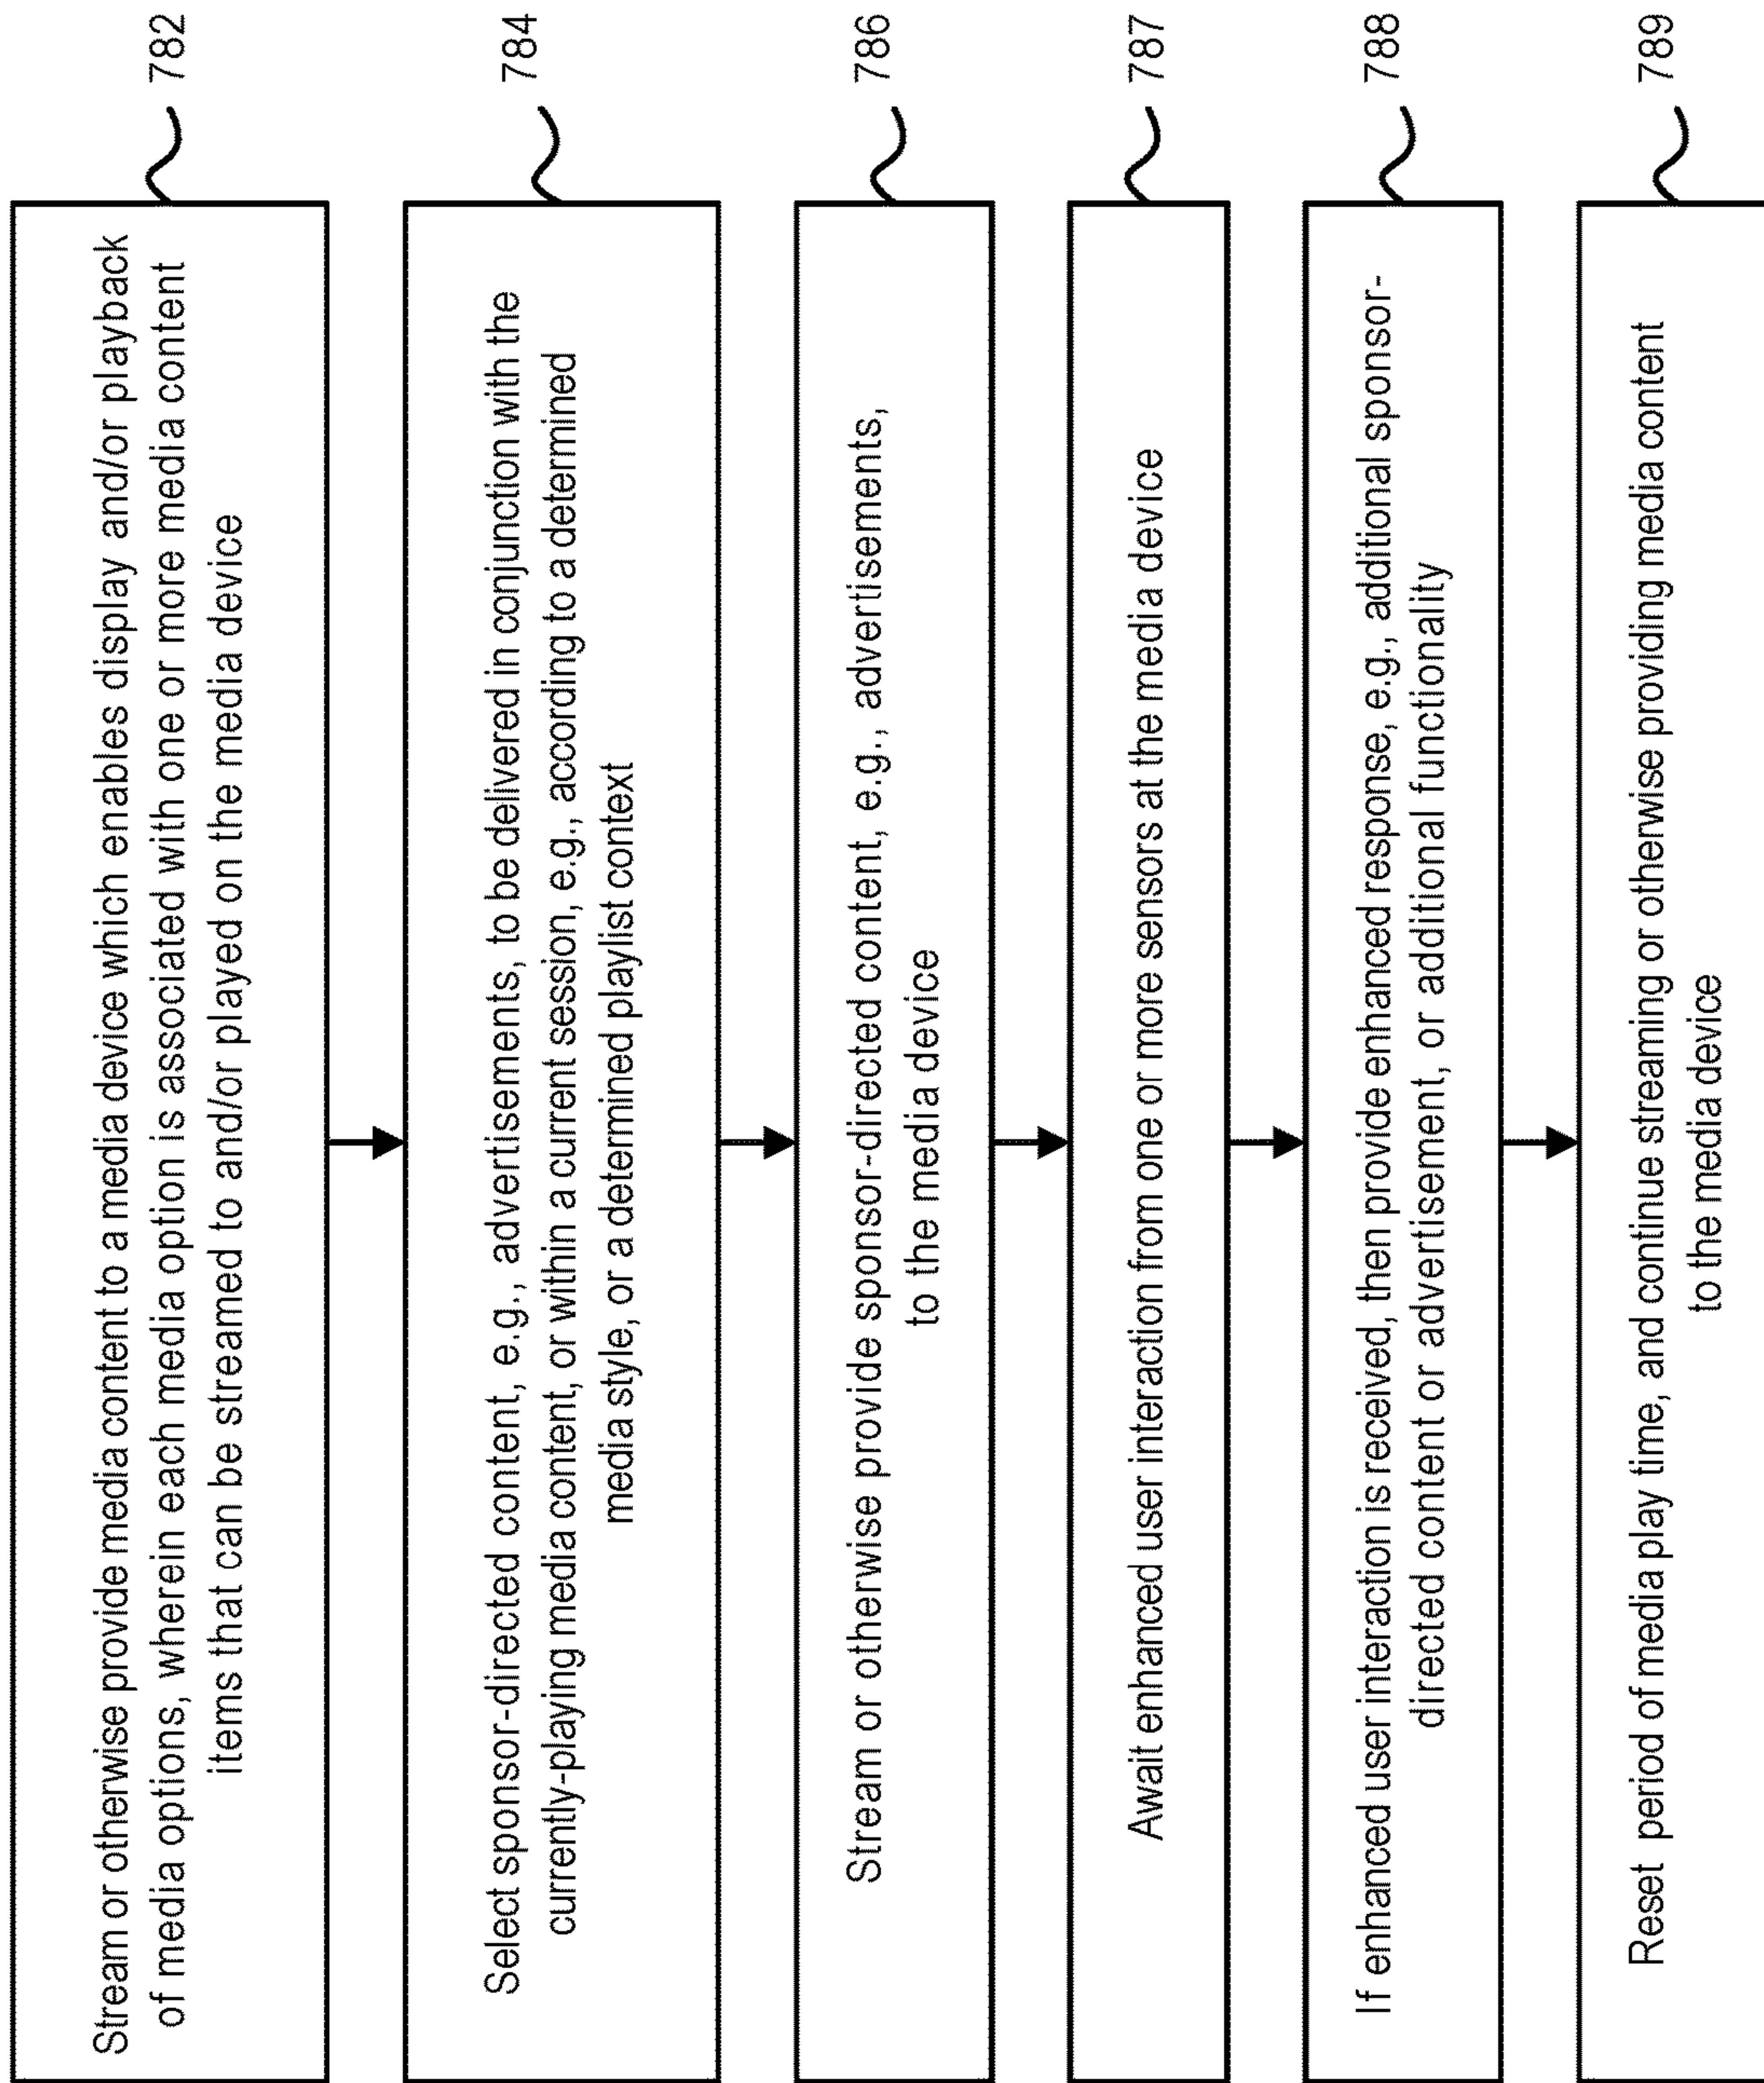 Stream or otherwise provide media content to a media device which enables display and/or playback
of media options, wherein each media option is associated with one or more media content
items that can be streamed to and/or played on the media device
782
Select sponsor-directed content, e.g., advertisements, to be delivered in conjunction with the
currently-playing media content, or within a current session, e.g., according to a determined
media style, or a determined playlist context
784
Stream or otherwise provide sponsor-directed content, e.g., advertisements,
to the media device
786
Await enhanced user interaction from one or more sensors at the media device
787
If enhanced user interaction is received, then provide enhanced response, e.g., additional sponsor-
directed content or advertisement, or additional functionality
788
Reset period of media play time, and continue streaming or otherwise providing media content
to the media device
789